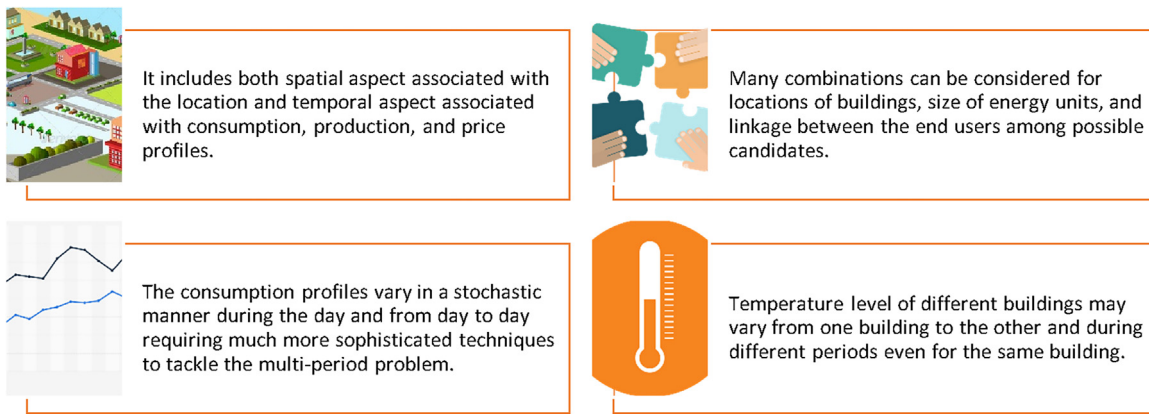 It includes both spatial aspect associated with
the location and temporal aspect associated
with consumption, production, and price
profiles.
Many combinations can be considered for
locations of buildings, size of energy units, and
linkage between the end users among possible
candidates.
The consumption profiles vary in a stochastic
manner during the day and from day to day
requiring much more sophisticated techniques
to tackle the multi-period problem.
Temperature level of different buildings may
vary from one building to the other and during
different periods even for the same building.